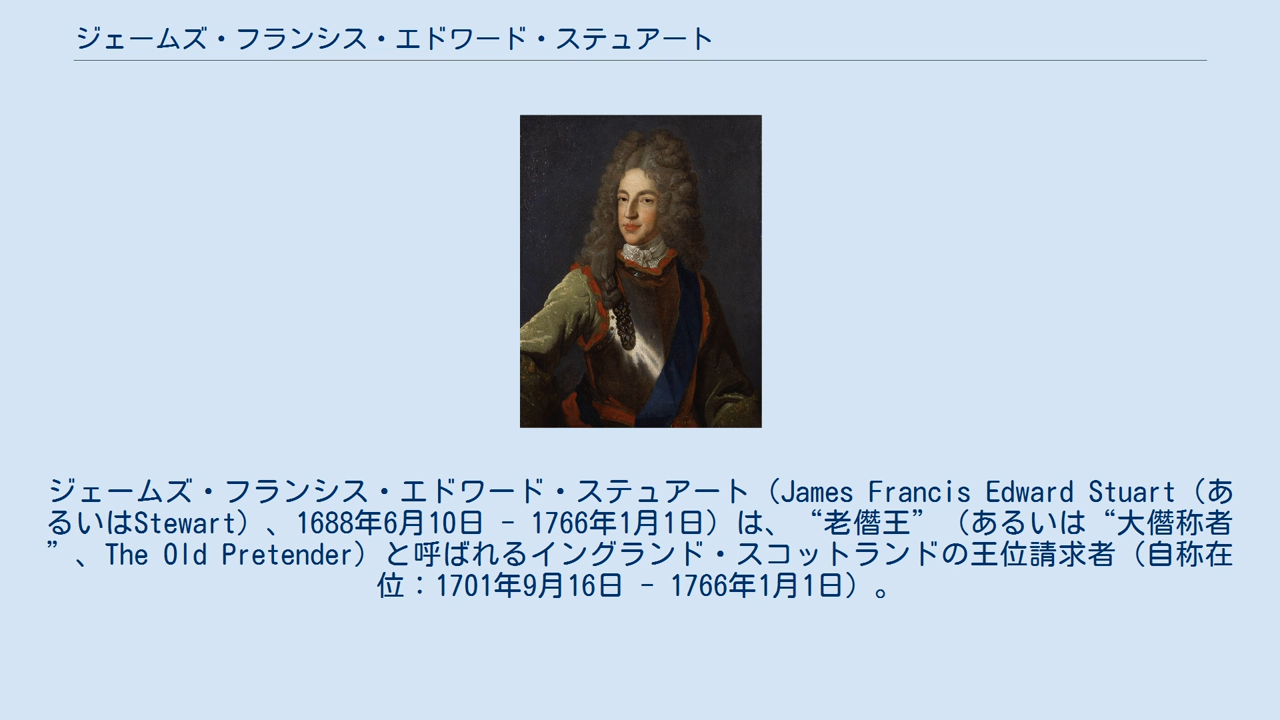 ジェームズ・フランシス・エドワード・ステュアート
ジェームズ・フランシス・エドワード・ステュアート（James Francis Edward Stuart（あ
るいはStewart）、1688年6月10日 - 1766年1月1日）は、“老僭王”（あるいは“大僭称者
”、The Old Pretender）と呼ばれるイングランド・スコットランドの王位請求者（自称在
位：1701年9月16日 - 1766年1月1日）。